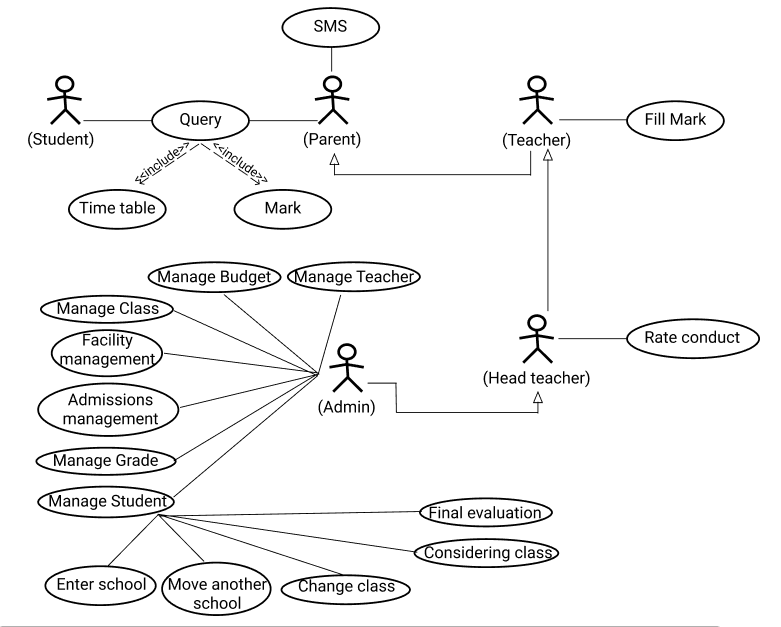 SMS
Query
Fill Mark
(Student)
(Parent)
(Teacher)
<<include>>
<<include>>
Time table
Mark
Manage Budget
Manage Teacher
Manage Class
Facility
management
Rate conduct
(Head teacher)
Admissions
management
(Admin)
Manage Grade
Manage Student
Final evaluation
Considering class
Enter school
Move another
school
Change class